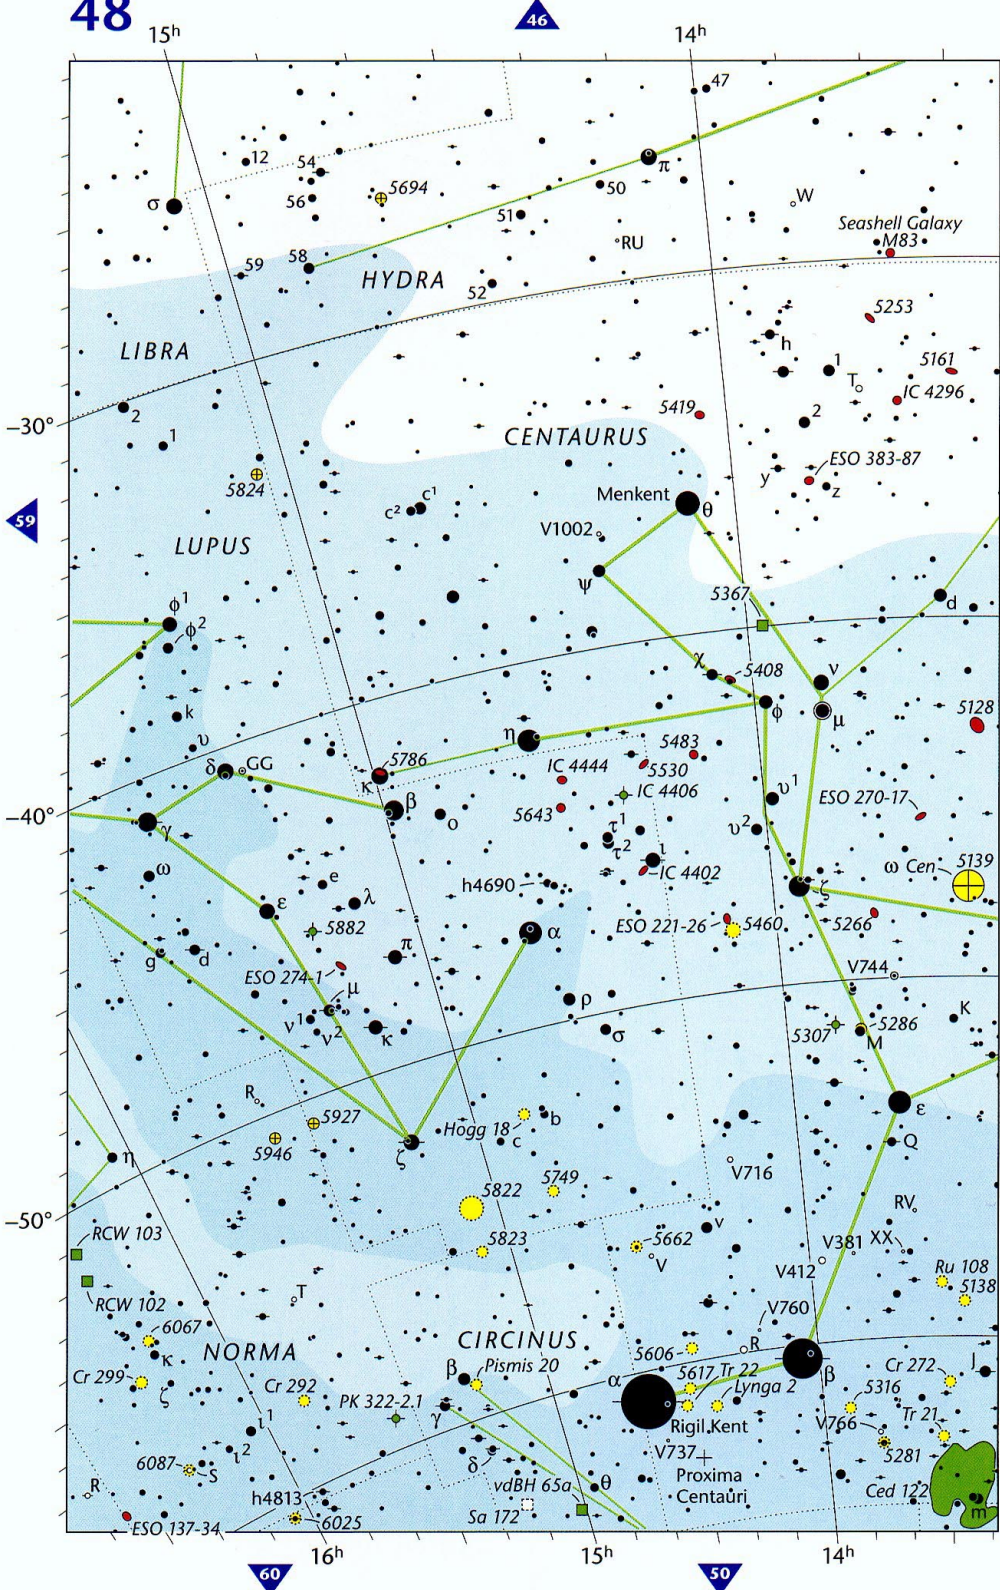 48
46
15h
14h
47
12
54
π
5694
50
W
56
σ
51
Seashell Galaxy
M83
RU
58
59
HYDRA
52
5253
h
LIBRA
1
5161
T
IC 4296
2
5419
2
−30°
1
CENTAURUS
ESO 383-87
y
z
5824
Menkent
θ
c¹
c²
59
V1002
LUPUS
ψ
5367
d
ϕ¹
ϕ²
χ
5408
ν
k
ϕ
μ
5128
υ
η
5483
δ
GG
5786
IC 4444
5530
κ
IC 4406
υ¹
ESO 270-17
β
5643
−40°
ο
τ¹
υ²
γ
τ²
ι
5139
ω Cen
IC 4402
ω
e
h4690
ζ
λ
ε
ESO 221-26
5460
5266
5882
α
π
g
d
V744
ESO 274-1
μ
ρ
K
ν¹
ν²
κ
σ
5307
5286
M
R
5927
ε
b
Hogg 18
5946
c
Q
ζ
η
V716
5749
5822
RV
−50°
v
RCW 103
5823
5662
V381
XX
V
V412
Ru 108
5138
RCW 102
T
V760
6067
CIRCINUS
R
NORMA
κ
5606
β
J
β
Pismis 20
5617
Tr 22
Cr 272
Cr 299
Cr 292
α
Lynga 2
ζ
PK 322-2.1
5316
γ
Rigil Kent
V766
Tr 21
ι¹
ι²
V737
5281
δ
6087
S
Proxima
Centauri
vdBH 65a
θ
R
h4813
Ced 122
Sa 172
m
ESO 137-34
6025
16h
15h
14h
60
50